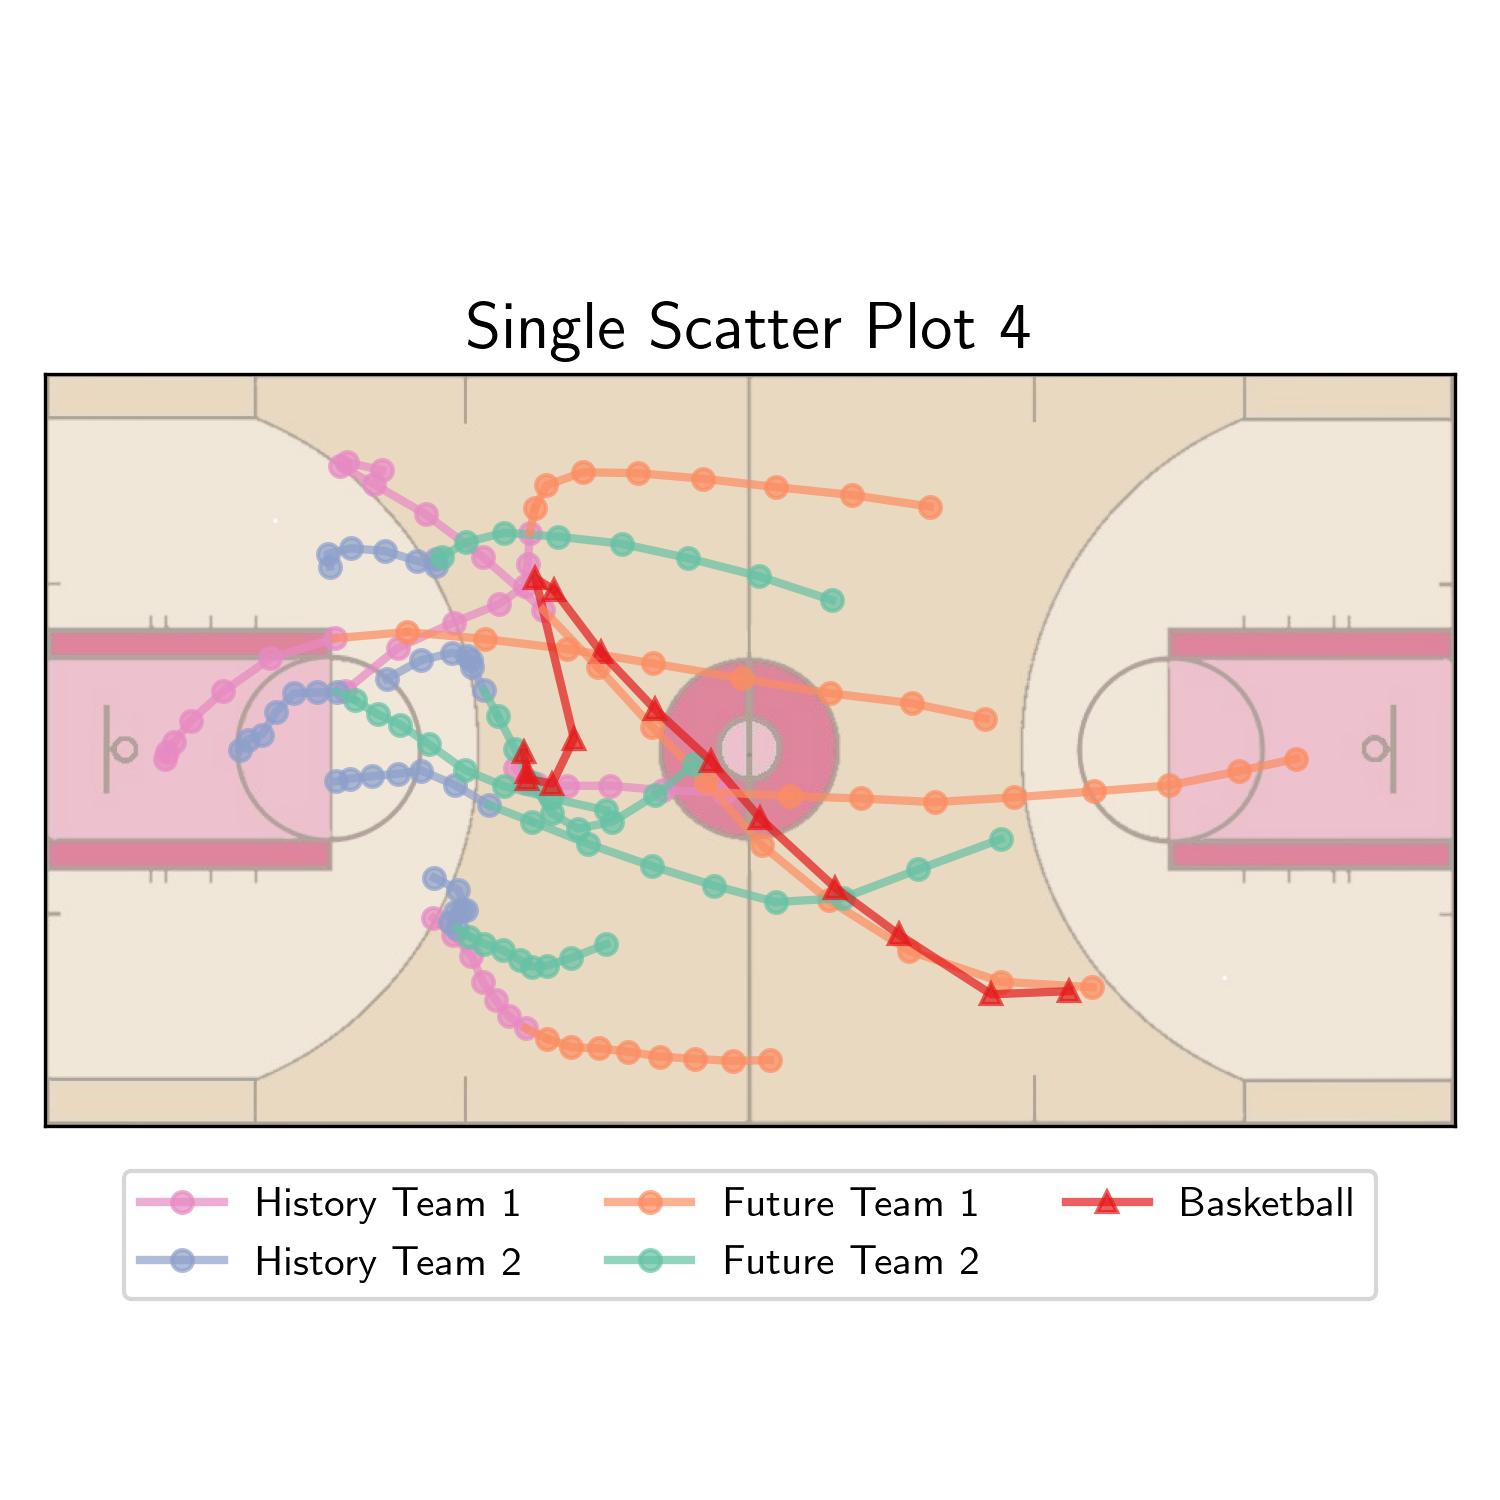 Single Scatter Plot 4
History Team 1
Future Team 1
Basketball
History Team 2
Future Team 2